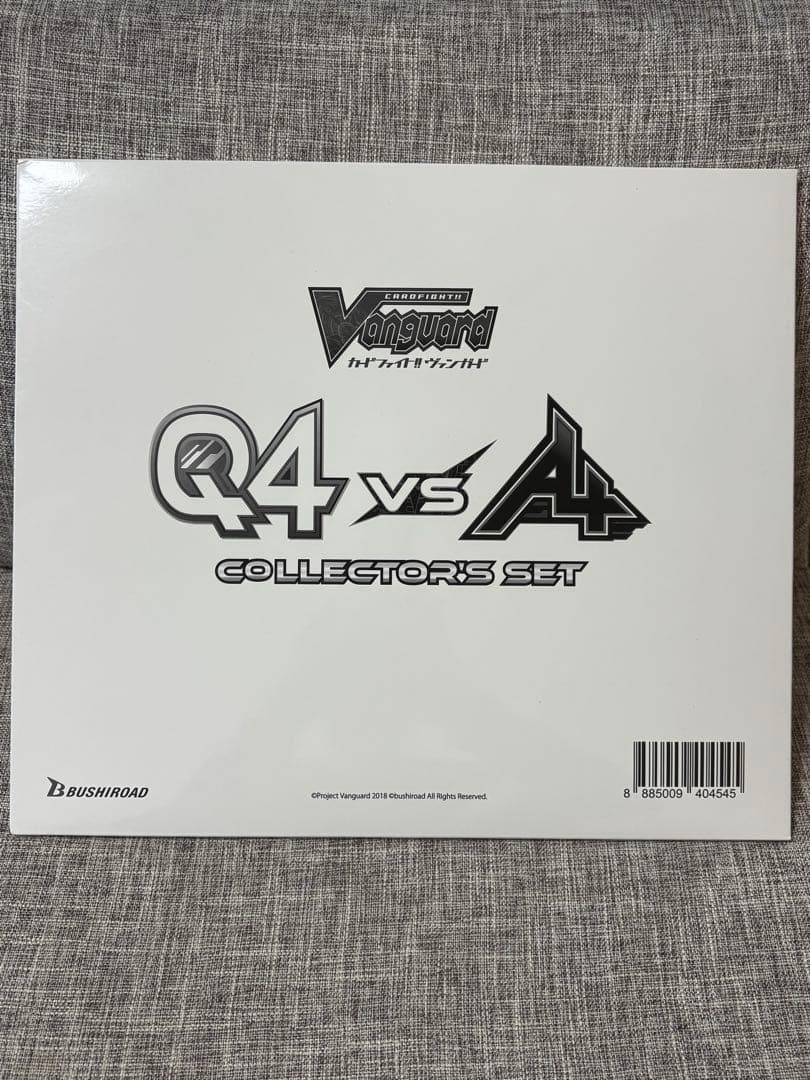 CARDFIGHT!!
Vanguard
カードファイト!! ヴァンガード
Q4 VS A4
COLLECTOR'S SET
BUSHIROAD
©Project Vanguard 2018 ©bushiroad All Rights Reserved.
8 885009 404545